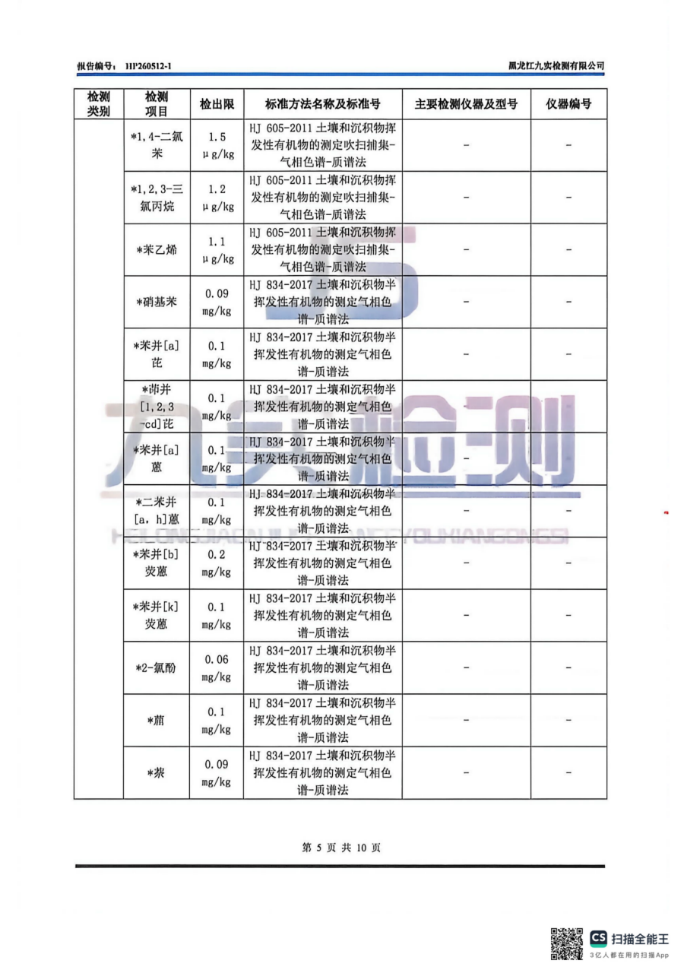 报告编号： HP260512-1
黑龙江九实检测有限公司
检测
类别
检测
项目
检出限
标准方法名称及标准号
主要检测仪器及型号
仪器编号
*1,4-二氯
苯
1.5
μg/kg
HJ 605-2011 土壤和沉积物挥
发性有机物的测定吹扫捕集-
气相色谱-质谱法
-
-
*1,2,3-三
氯丙烷
1.2
μg/kg
HJ 605-2011 土壤和沉积物挥
发性有机物的测定吹扫捕集-
气相色谱-质谱法
-
-
*苯乙烯
1.1
μg/kg
HJ 605-2011 土壤和沉积物挥
发性有机物的测定吹扫捕集-
气相色谱-质谱法
-
-
*硝基苯
0.09
mg/kg
HJ 834-2017 土壤和沉积物半
挥发性有机物的测定气相色
谱-质谱法
-
-
*苯并[a]
芘
0.1
mg/kg
HJ 834-2017 土壤和沉积物半
挥发性有机物的测定气相色
谱-质谱法
-
-
*茚并
[1,2,3
-cd]芘
0.1
mg/kg
HJ 834-2017 土壤和沉积物半
挥发性有机物的测定气相色
谱-质谱法
-
-
*苯并[a]
蒽
0.1
mg/kg
HJ 834-2017 土壤和沉积物半
挥发性有机物的测定气相色
谱-质谱法
-
-
*二苯并
[a，h]蒽
0.1
mg/kg
HJ 834-2017 土壤和沉积物半
挥发性有机物的测定气相色
谱-质谱法
-
-
*苯并[b]
荧蒽
0.2
mg/kg
HJ 834-2017 土壤和沉积物半
挥发性有机物的测定气相色
谱-质谱法
-
-
*苯并[k]
荧蒽
0.1
mg/kg
HJ 834-2017 土壤和沉积物半
挥发性有机物的测定气相色
谱-质谱法
-
-
*2-氯酚
0.06
mg/kg
HJ 834-2017 土壤和沉积物半
挥发性有机物的测定气相色
谱-质谱法
-
-
*䓛
0.1
mg/kg
HJ 834-2017 土壤和沉积物半
挥发性有机物的测定气相色
谱-质谱法
-
-
*萘
0.09
mg/kg
HJ 834-2017 土壤和沉积物半
挥发性有机物的测定气相色
谱-质谱法
-
-
JS
九实检测
第 5 页 共 10 页
CS 扫描全能王
3亿人都在用的扫描App